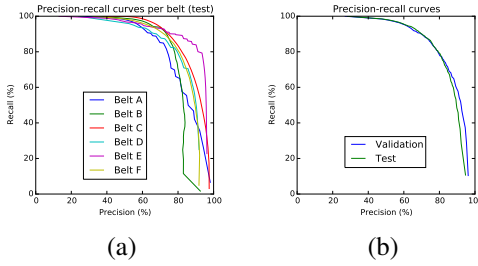 Precision-recall curves per belt (test)
100
80
60
40
20
0
0 20 40 60 80 100
Recall (%)
Precision (%)
Belt A
Belt B
Belt C
Belt D
Belt E
Belt F
(a)
Precision-recall curves
100
80
60
40
20
0
0 20 40 60 80 100
Recall (%)
Precision (%)
Validation
Test
(b)